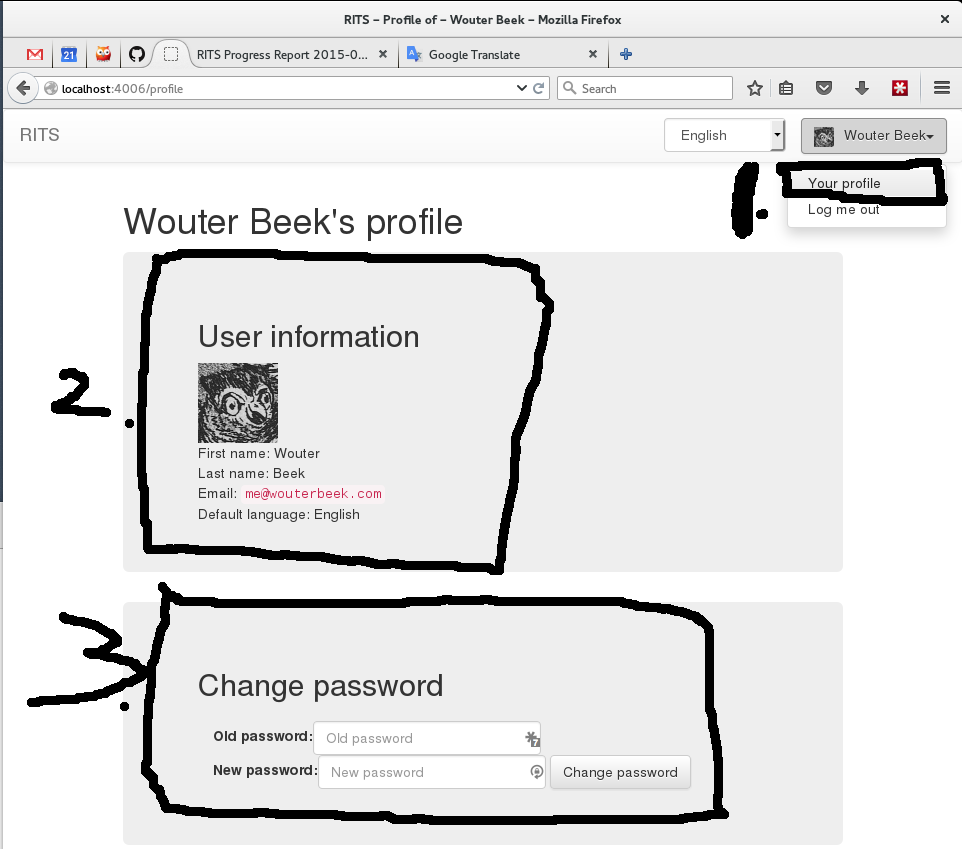 RITS – Profile of – Wouter Beek – Mozilla Firefox
21 RITS Progress Report 2015-0... Google Translate
localhost:4006/profile Search
RITS English Wouter Beek
1. Your profile
Log me out
Wouter Beek's profile
User information
2.
First name: Wouter
Last name: Beek
Email: me@wouterbeek.com
Default language: English
3.
Change password
Old password: Old password
New password: New password Change password